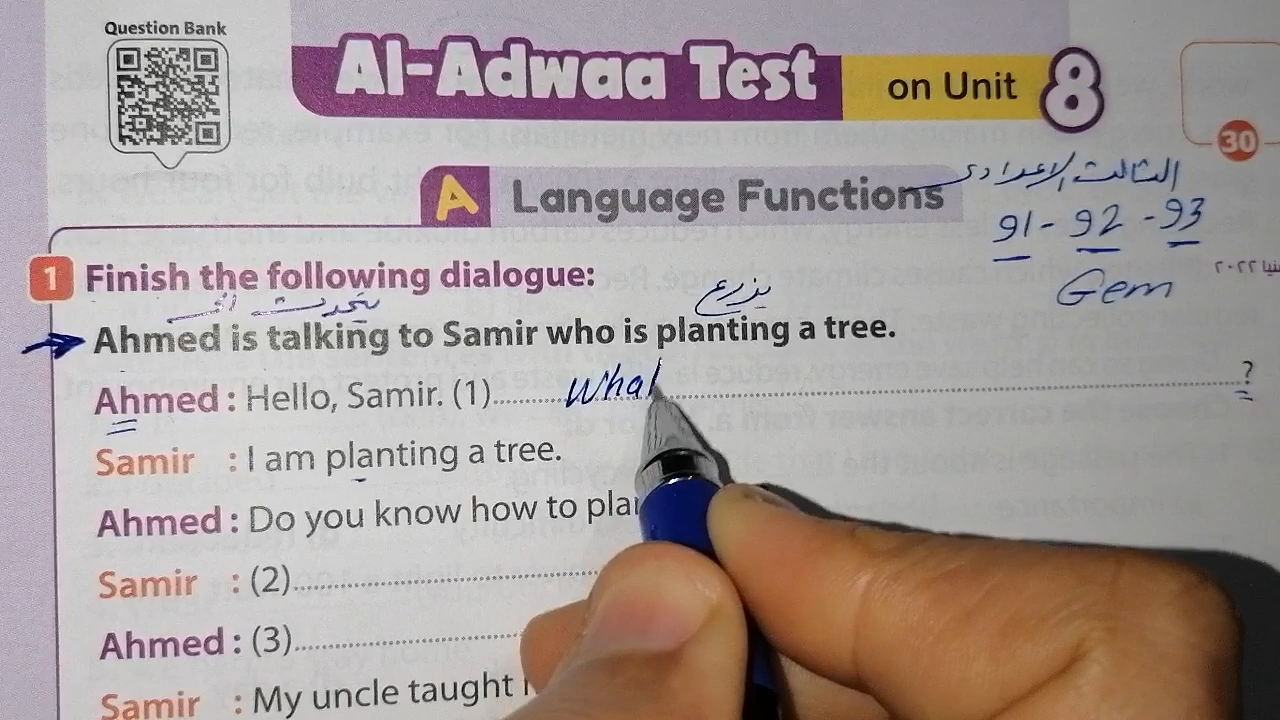 Question Bank
Al-Adwaa Test on Unit 8
30
A Language Functions
الثالث الاعدادى
91 - 92 - 93
Gem
1 Finish the following dialogue:
يتحدث الى يزرع
Ahmed is talking to Samir who is planting a tree.
Ahmed : Hello, Samir. (1)........What........?
Samir : I am planting a tree.
Ahmed : Do you know how to plan
Samir : (2)........
Ahmed : (3)........
Samir : My uncle taught